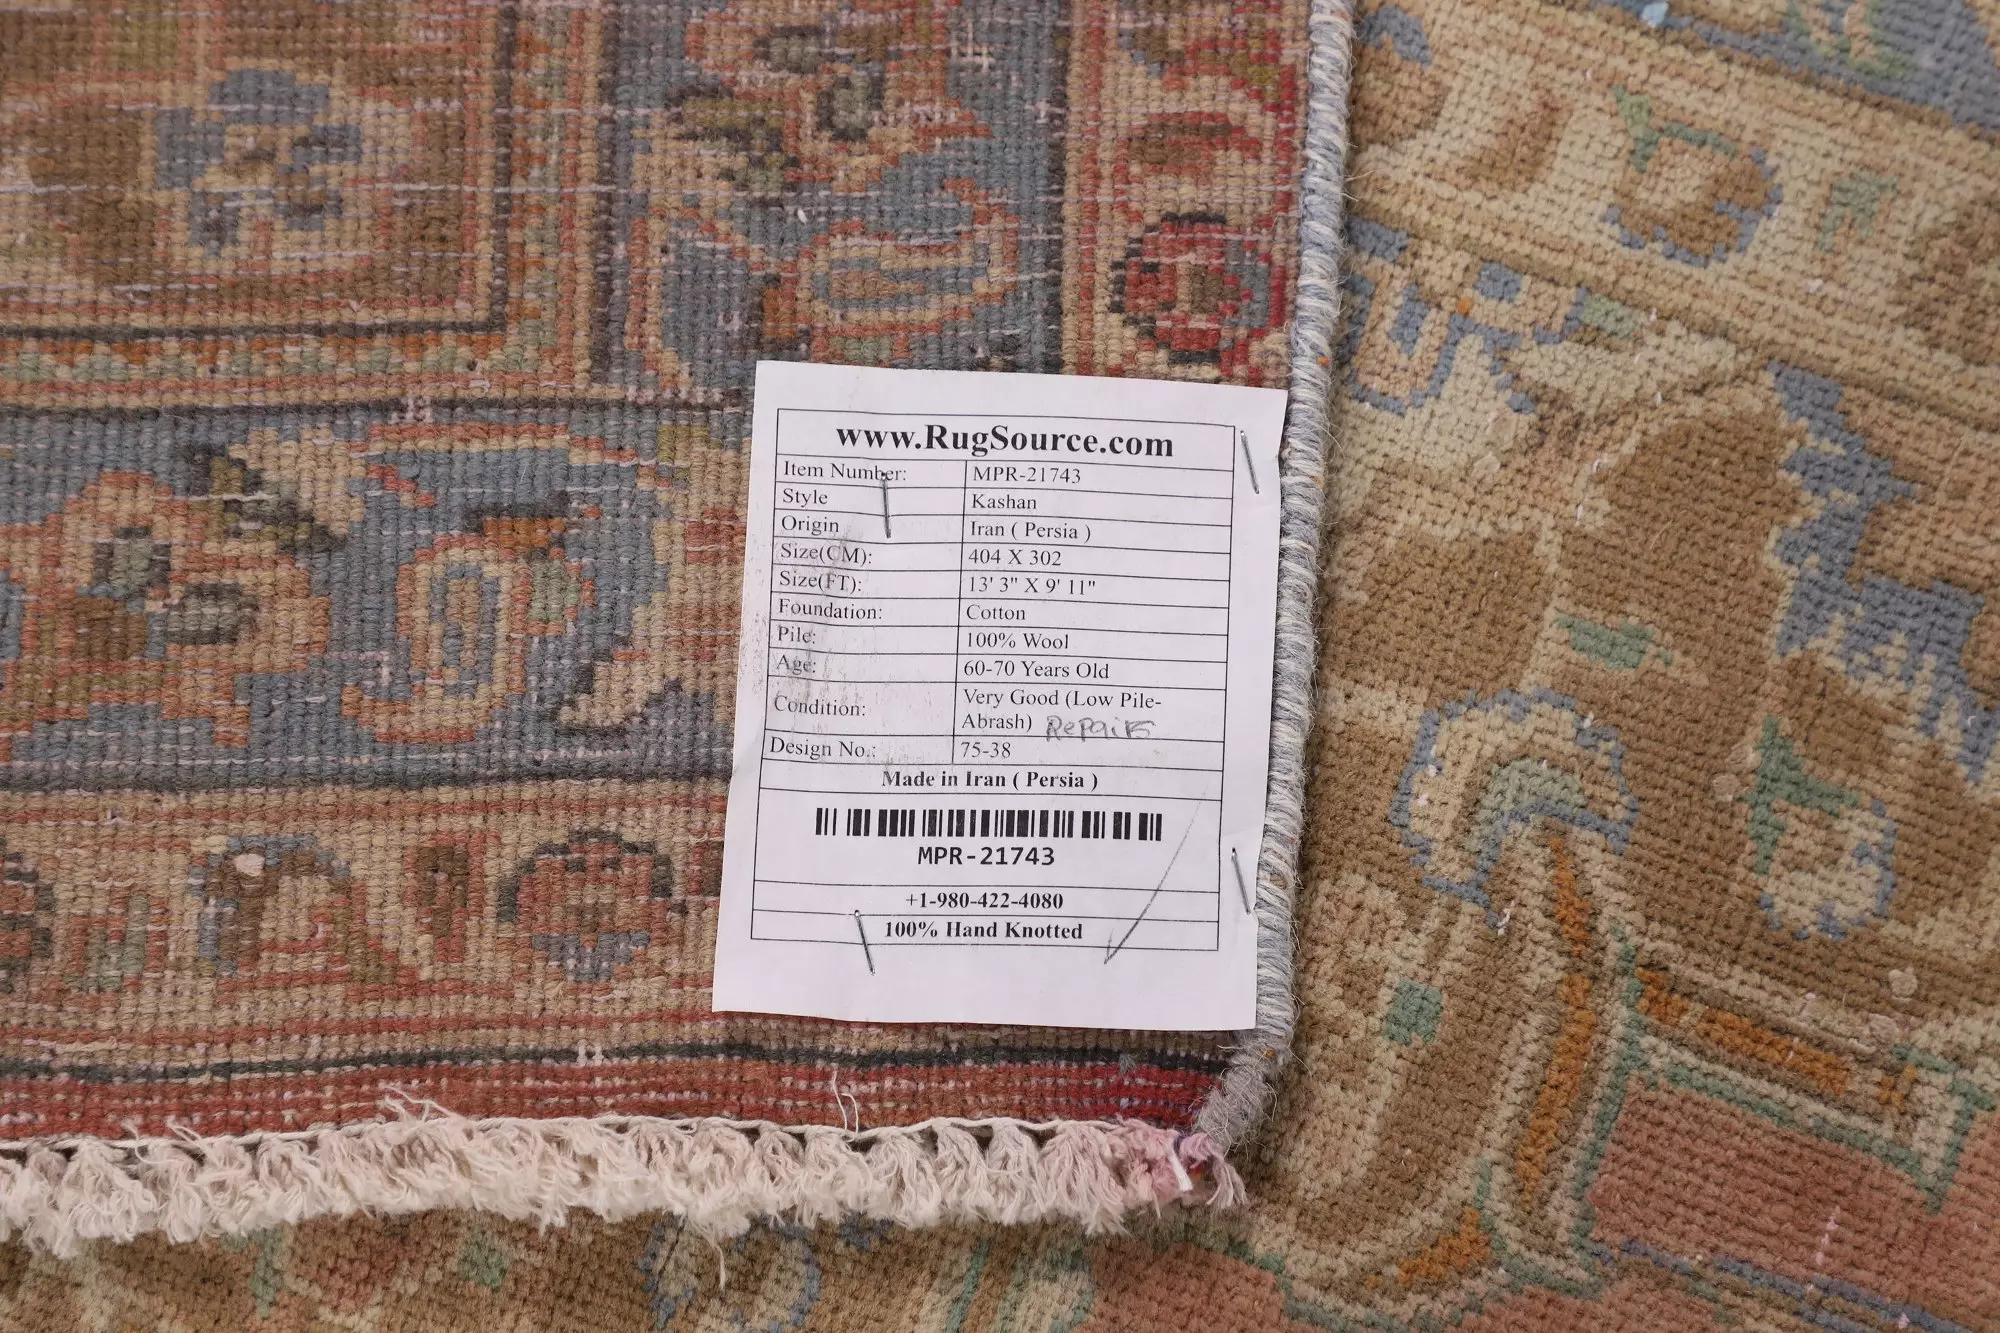 www.RugSource.com
Item Number: MPR-21743
Style Kashan
Origin Iran ( Persia )
Size(CM): 404 X 302
Size(FT): 13' 3" X 9' 11"
Foundation: Cotton
Pile: 100% Wool
Age: 60-70 Years Old
Condition: Very Good (Low Pile-
Abrash) Repairs
Design No.: 75-38
Made in Iran ( Persia )
MPR-21743
+1-980-422-4080
100% Hand Knotted